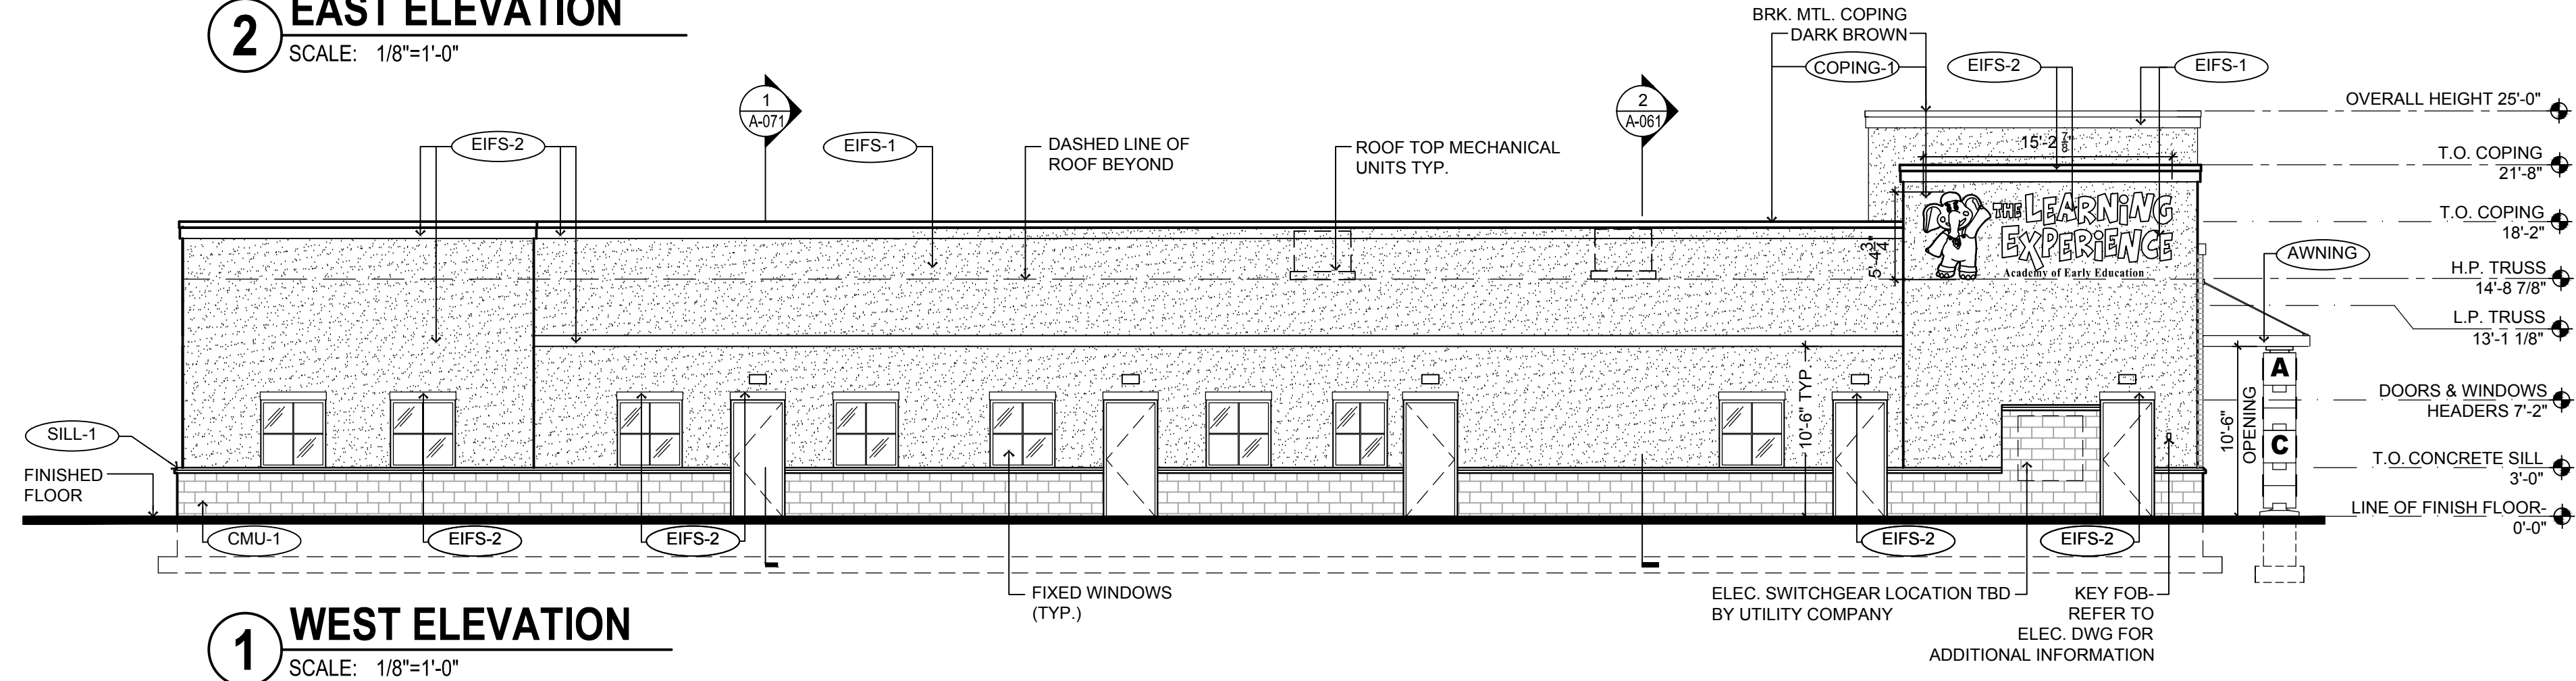 2 EAST ELEVATION
SCALE: 1/8"=1'-0"
BRK. MTL. COPING
DARK BROWN
COPING-1
EIFS-2
EIFS-1
1
A-071
2
A-061
EIFS-2
EIFS-1
DASHED LINE OF
ROOF BEYOND
ROOF TOP MECHANICAL
UNITS TYP.
15'-2 7/8"
OVERALL HEIGHT 25'-0"
T.O. COPING
21'-8"
T.O. COPING
18'-2"
H.P. TRUSS
14'-8 7/8"
L.P. TRUSS
13'-1 1/8"
DOORS & WINDOWS
HEADERS 7'-2"
T.O. CONCRETE SILL
3'-0"
LINE OF FINISH FLOOR-
0'-0"
THE LEARNING
EXPERIENCE
Academy of Early Education
5'-4 3/4"
AWNING
A
C
10'-6"
OPENING
10'-6" TYP
SILL-1
FINISHED
FLOOR
CMU-1
EIFS-2
EIFS-2
EIFS-2
EIFS-2
FIXED WINDOWS
(TYP.)
ELEC. SWITCHGEAR LOCATION TBD
BY UTILITY COMPANY
KEY FOB-
REFER TO
ELEC. DWG FOR
ADDITIONAL INFORMATION
1 WEST ELEVATION
SCALE: 1/8"=1'-0"